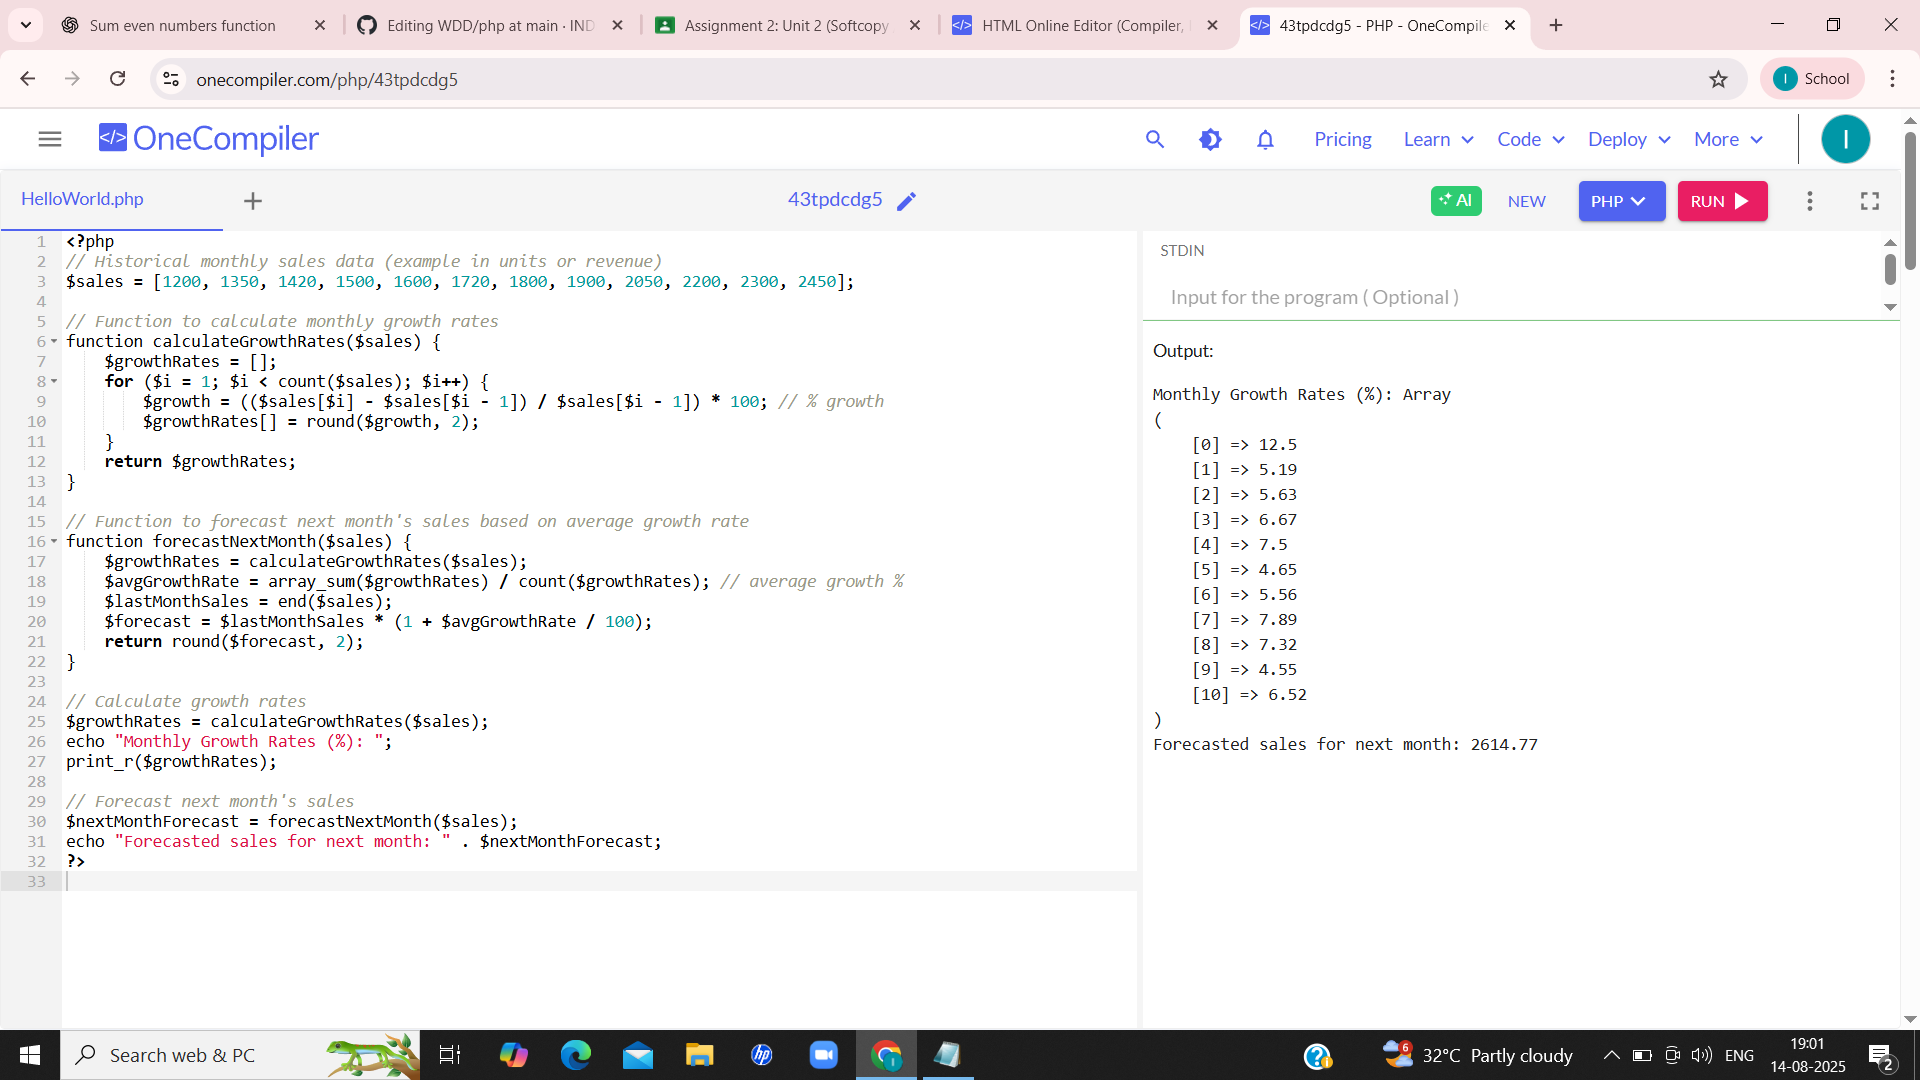 Sum even numbers function
Editing WDD/php at main · IND
Assignment 2: Unit 2 (Softcopy
HTML Online Editor (Compiler,
43tpdcdg5 - PHP - OneCompile
onecompiler.com/php/43tpdcdg5
I School
</> OneCompiler
Pricing Learn Code Deploy More
I
HelloWorld.php
43tpdcdg5
AI NEW PHP RUN
1 <?php
2 // Historical monthly sales data (example in units or revenue)
3 $sales = [1200, 1350, 1420, 1500, 1600, 1720, 1800, 1900, 2050, 2200, 2300, 2450];
4
5 // Function to calculate monthly growth rates
6 function calculateGrowthRates($sales) {
7 $growthRates = [];
8 for ($i = 1; $i < count($sales); $i++) {
9 $growth = (($sales[$i] - $sales[$i - 1]) / $sales[$i - 1]) * 100; // % growth
10 $growthRates[] = round($growth, 2);
11 }
12 return $growthRates;
13 }
14
15 // Function to forecast next month's sales based on average growth rate
16 function forecastNextMonth($sales) {
17 $growthRates = calculateGrowthRates($sales);
18 $avgGrowthRate = array_sum($growthRates) / count($growthRates); // average growth %
19 $lastMonthSales = end($sales);
20 $forecast = $lastMonthSales * (1 + $avgGrowthRate / 100);
21 return round($forecast, 2);
22 }
23
24 // Calculate growth rates
25 $growthRates = calculateGrowthRates($sales);
26 echo "Monthly Growth Rates (%): ";
27 print_r($growthRates);
28
29 // Forecast next month's sales
30 $nextMonthForecast = forecastNextMonth($sales);
31 echo "Forecasted sales for next month: " . $nextMonthForecast;
32 ?>
33
STDIN
Input for the program ( Optional )
Output:
Monthly Growth Rates (%): Array
(
[0] => 12.5
[1] => 5.19
[2] => 5.63
[3] => 6.67
[4] => 7.5
[5] => 4.65
[6] => 5.56
[7] => 7.89
[8] => 7.32
[9] => 4.55
[10] => 6.52
)
Forecasted sales for next month: 2614.77
Search web & PC
hp
6
32°C Partly cloudy
ENG
19:01
14-08-2025
2